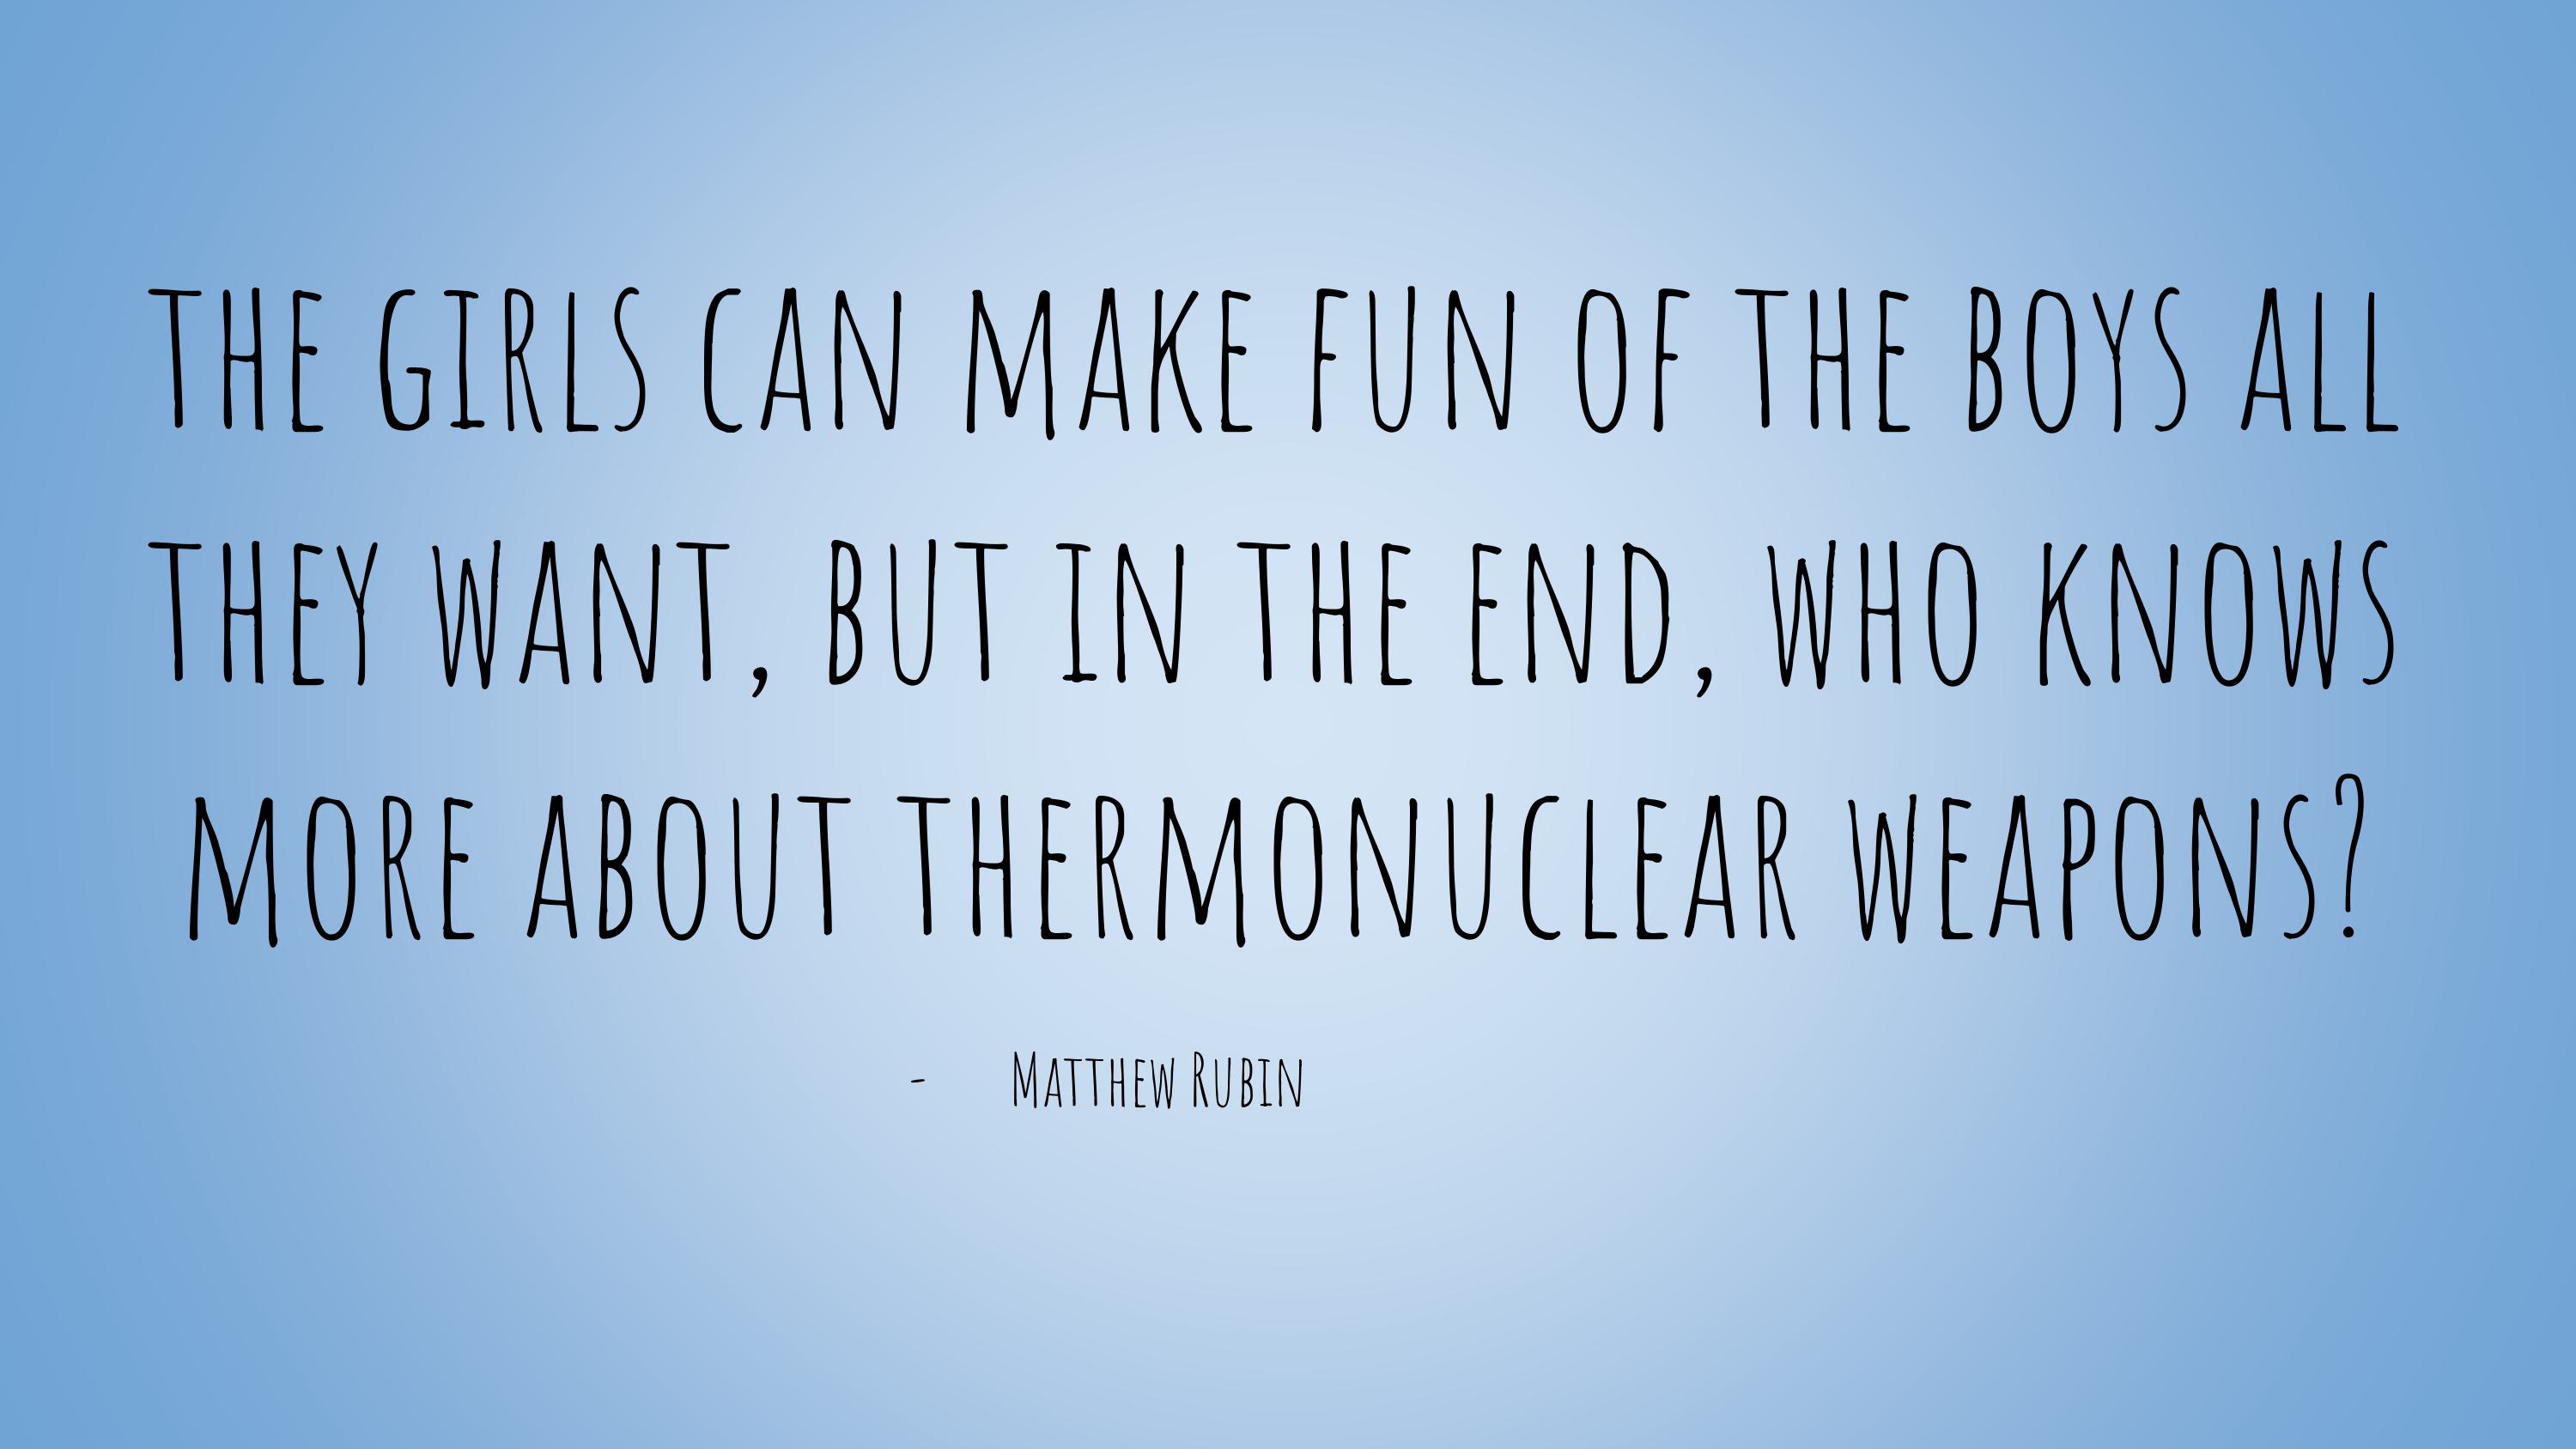 THE GIRLS CAN MAKE FUN OF THE BOYS ALL
THEY WANT, BUT IN THE END, WHO KNOWS
MORE ABOUT THERMONUCLEAR WEAPONS?
- MATTHEW RUBIN